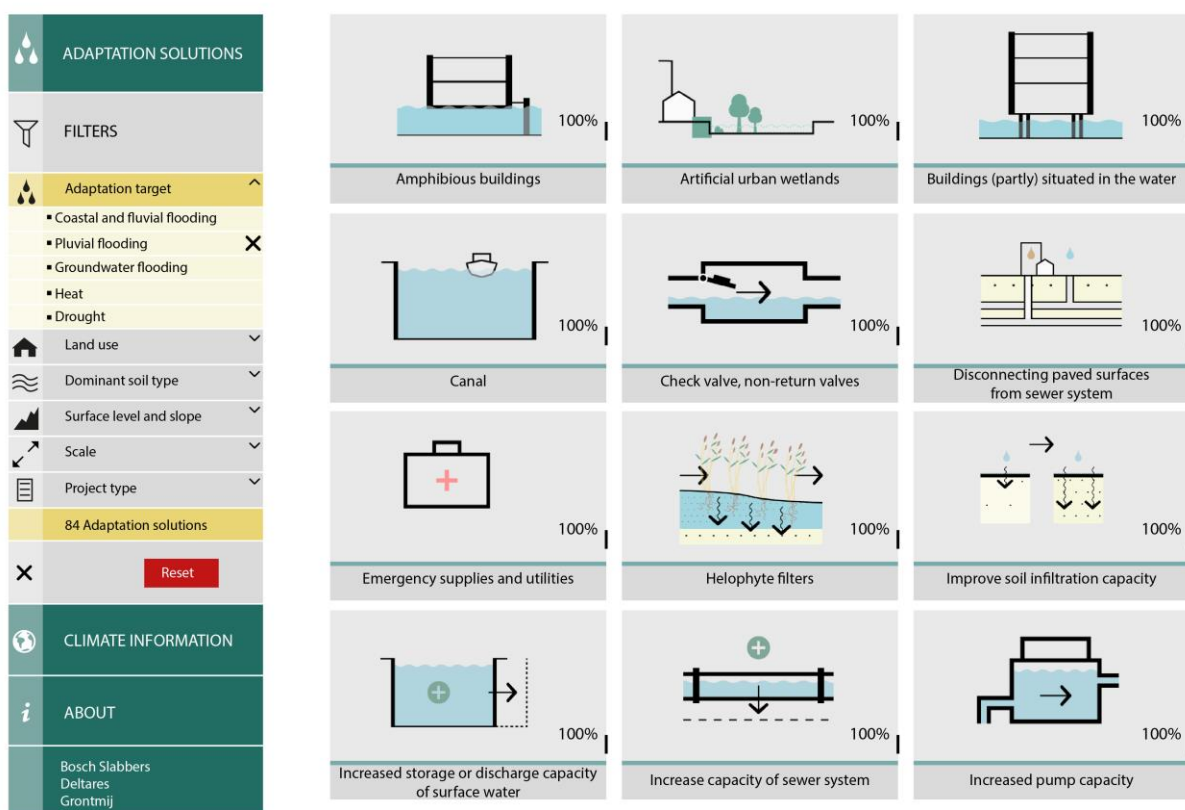 ADAPTATION SOLUTIONS
FILTERS
Adaptation target
Coastal and fluvial flooding
Pluvial flooding
Groundwater flooding
Heat
Drought
Land use
Dominant soil type
Surface level and slope
Scale
Project type
84 Adaptation solutions
Reset
CLIMATE INFORMATION
i ABOUT
Bosch Slabbers
Deltares
Grontmij
100%
Amphibious buildings
100%
Artificial urban wetlands
100%
Buildings (partly) situated in the water
100%
Canal
100%
Check valve, non-return valves
100%
Disconnecting paved surfaces
from sewer system
100%
Emergency supplies and utilities
100%
Helophyte filters
100%
Improve soil infiltration capacity
100%
Increased storage or discharge capacity
of surface water
100%
Increase capacity of sewer system
100%
Increased pump capacity